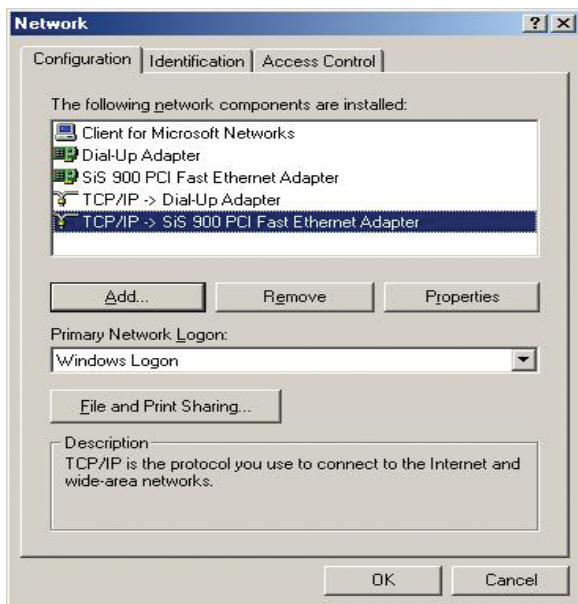 Network
Configuration Identification Access Control
The following network components are installed:
Client for Microsoft Networks
Dial-Up Adapter
SiS 900 PCI Fast Ethernet Adapter
TCP/IP -> Dial-Up Adapter
TCP/IP -> SiS 900 PCI Fast Ethernet Adapter
Add... Remove Properties
Primary Network Logon:
Windows Logon
File and Print Sharing...
Description
TCP/IP is the protocol you use to connect to the Internet and
wide-area networks.
OK Cancel